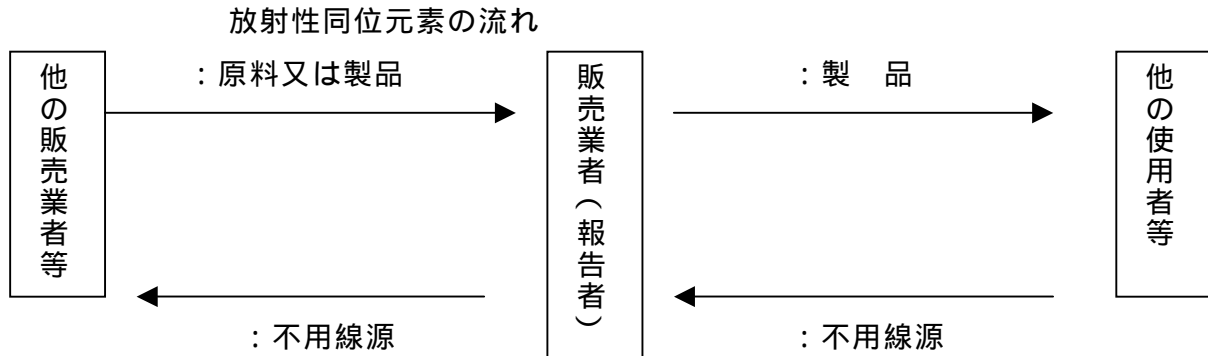 放射性同位元素の流れ
他の販売業者等
：原料又は製品
販売業者（報告者）
：製　品
他の使用者等
：不用線源
：不用線源